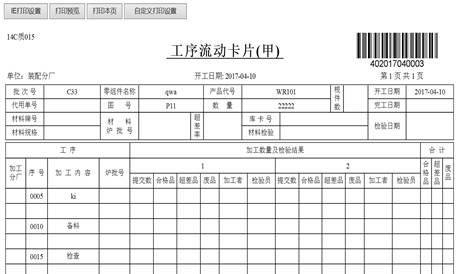 IE打印设置 打印预览 打印本页 自定义打印设置
14C质015
工序流动卡片(甲)
402017040003
单位: 装配分厂 开工日期: 2017-04-10 第1页 共1页
批次号 C33 零组件名称 qwa 产品代号 WR101 视件数 开工日期 2017-04-10
代用单号 图号 P11 数量 22222 完工日期
材料牌号 材料炉批号 超差率 库卡号 检验日期
材料规格 材料检验
工序 加工数量及检验结果 合计
加工分厂 序号 加工内容 炉批号 1 2 合格品 超差品 废品
提交数 合格品 超差品 废品 加工者 检验员 提交数 合格品 超差品 废品 加工者 检验员
0005 ki
0010 备料
0015 检查